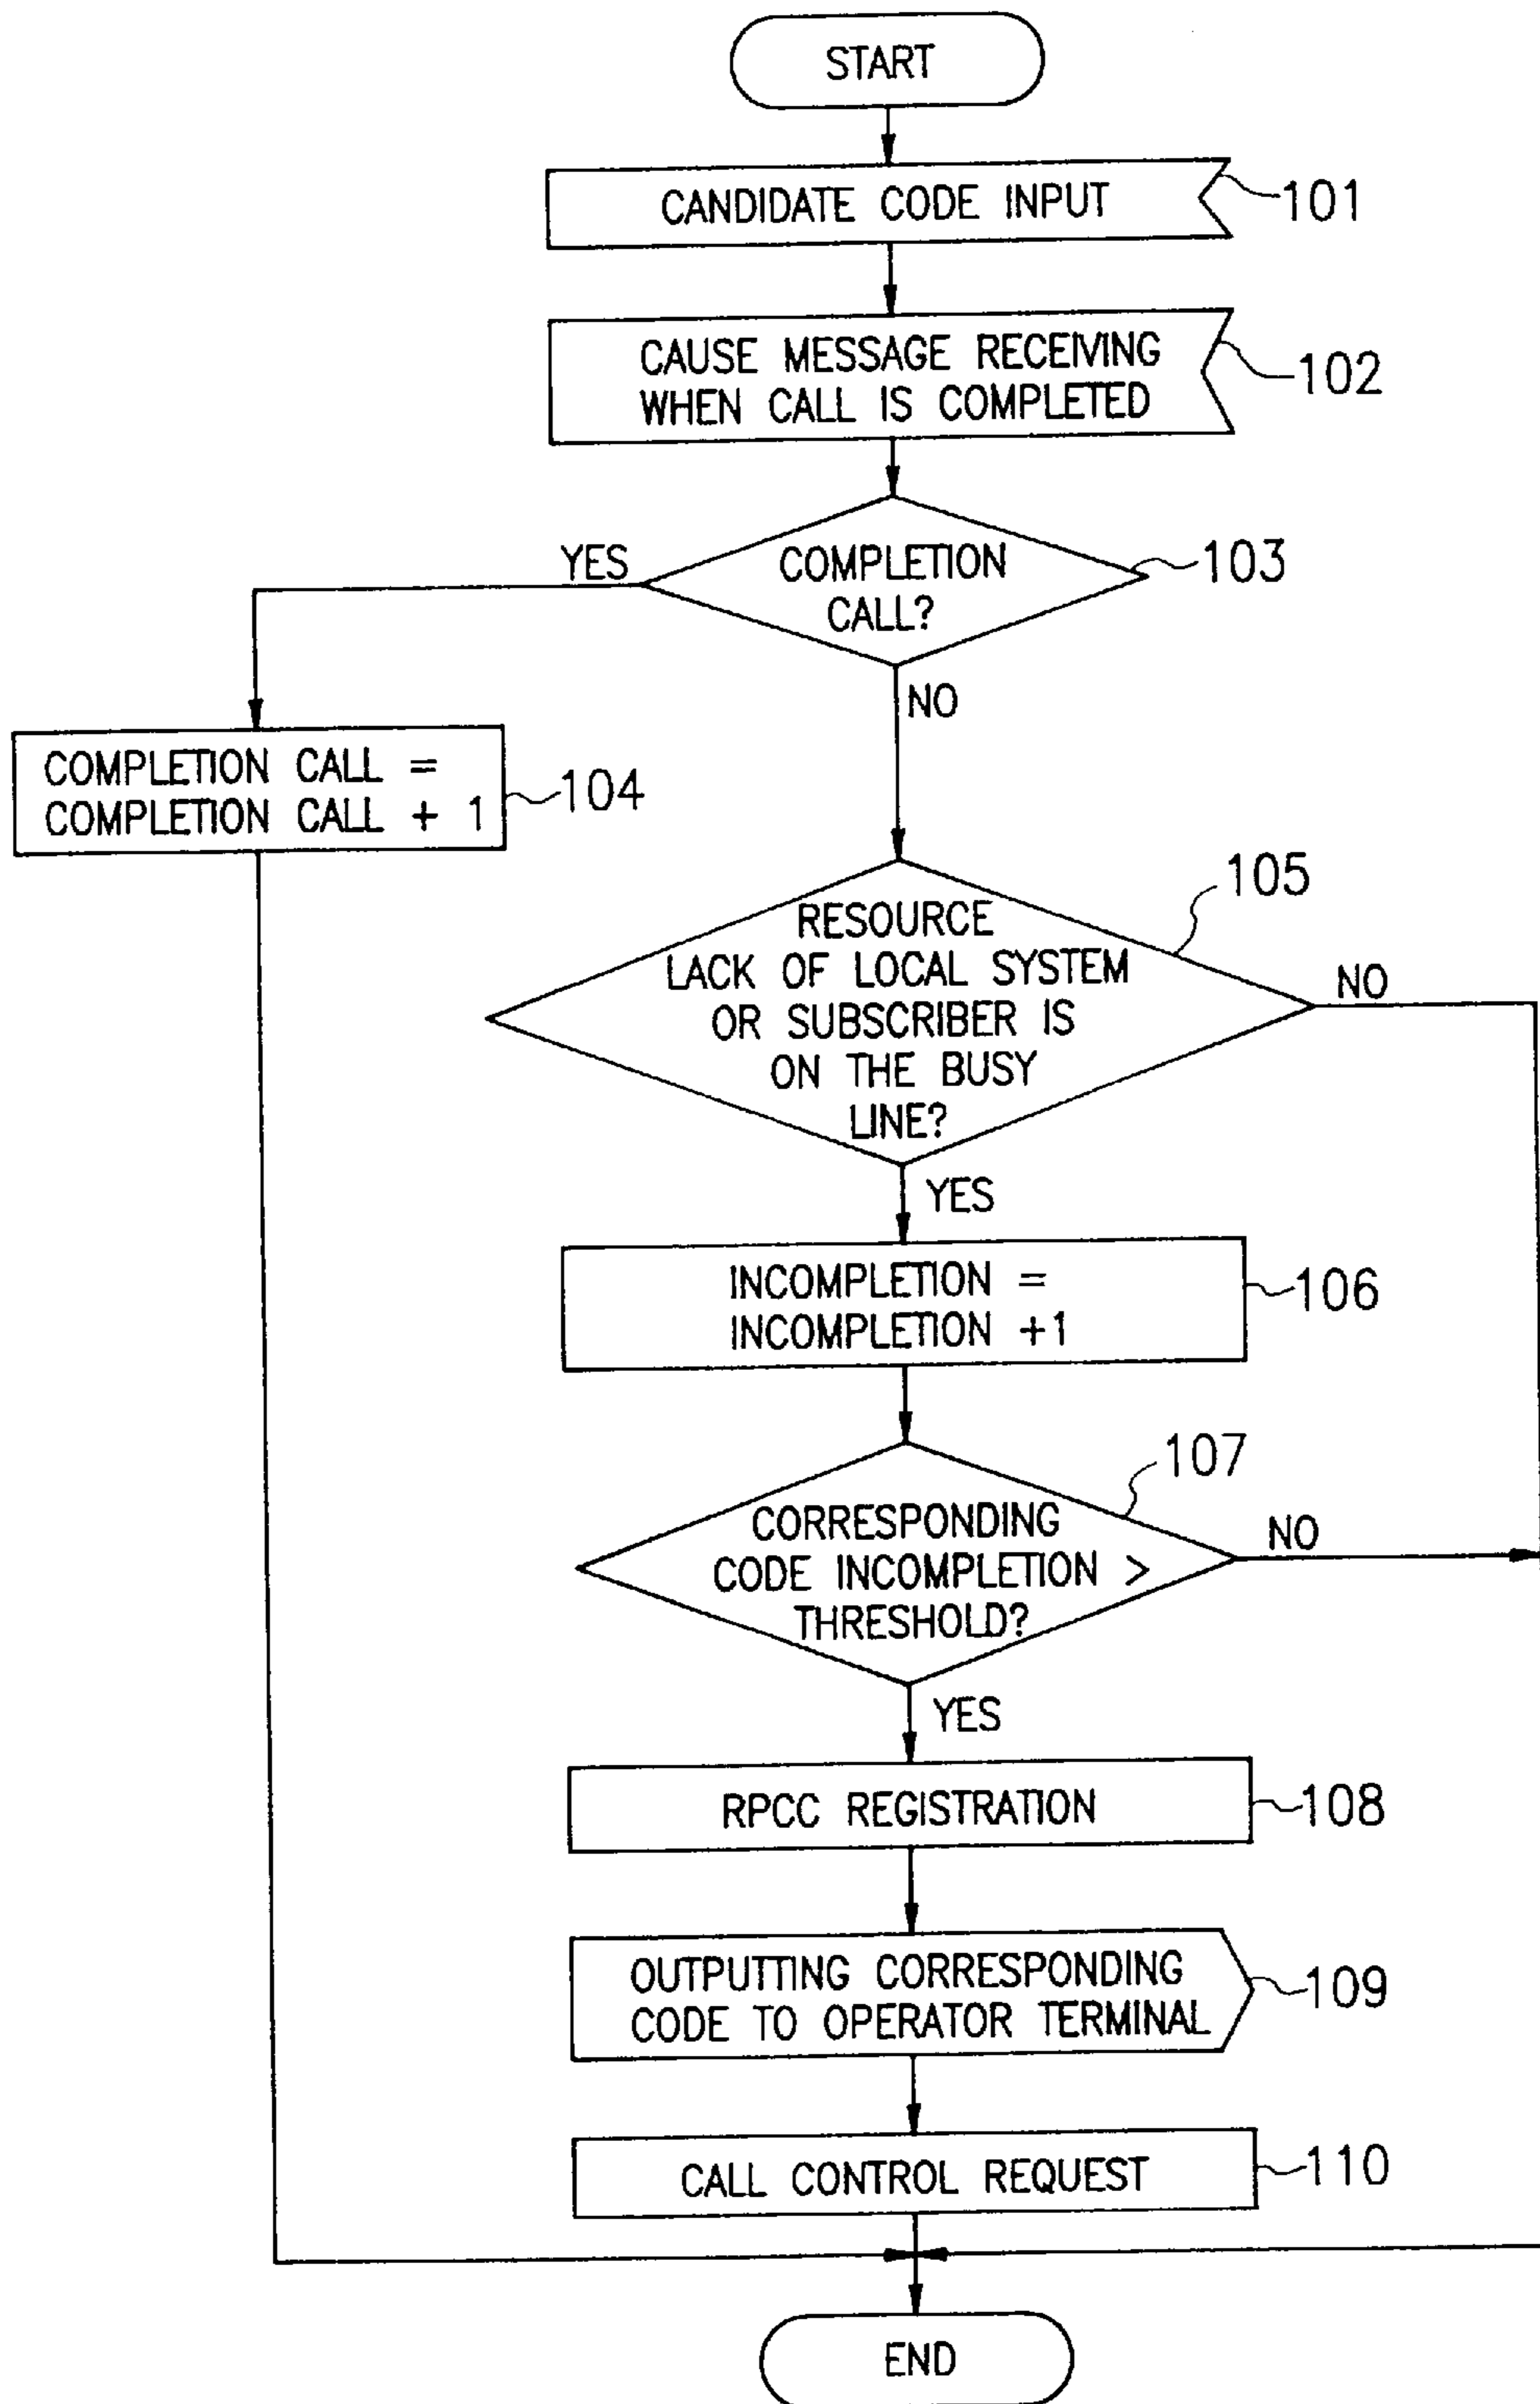 START
CANDIDATE CODE INPUT
101
CAUSE MESSAGE RECEIVING
WHEN CALL IS COMPLETED
102
YES
COMPLETION
CALL?
103
NO
COMPLETION CALL =
COMPLETION CALL + 1
104
105
RESOURCE
LACK OF LOCAL SYSTEM
OR SUBSCRIBER IS
ON THE BUSY
LINE?
NO
YES
INCOMPLETION =
INCOMPLETION +1
106
107
CORRESPONDING
CODE INCOMPLETION >
THRESHOLD?
NO
YES
RPCC REGISTRATION
108
OUTPUTTING CORRESPONDING
CODE TO OPERATOR TERMINAL
109
CALL CONTROL REQUEST
110
END